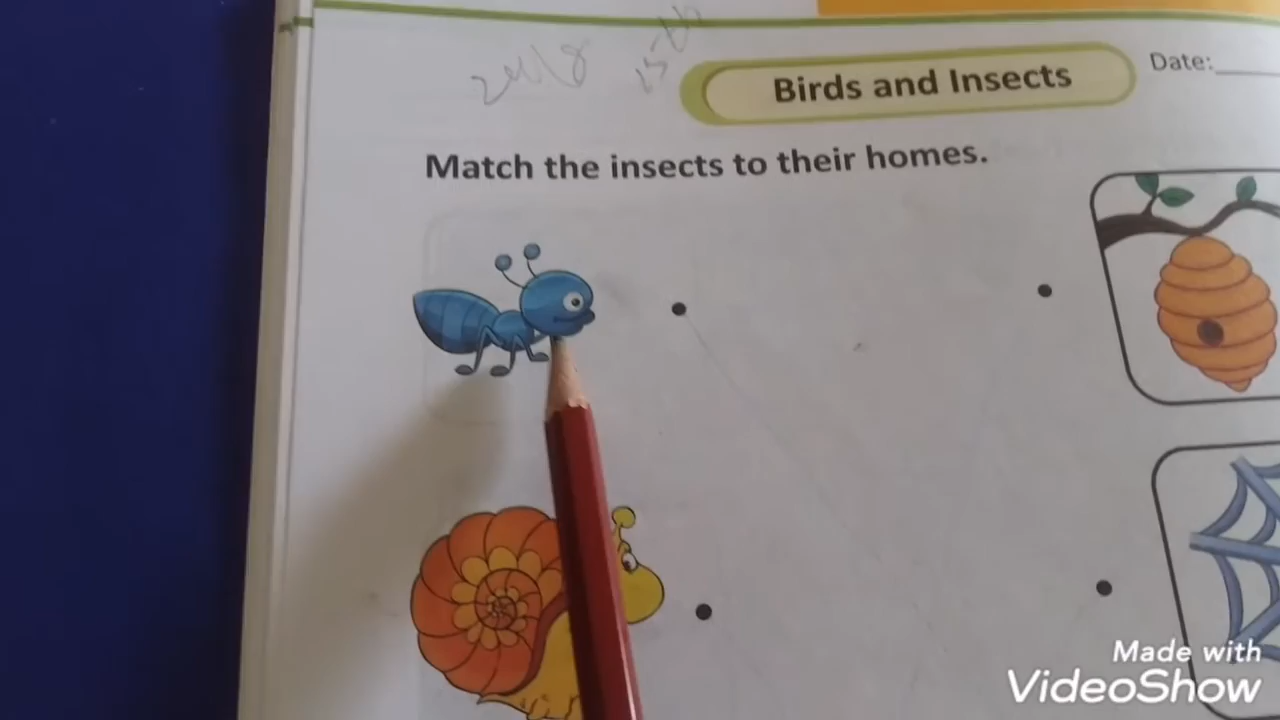 Birds and Insects
Date:
Match the insects to their homes.
Made with
VideoShow